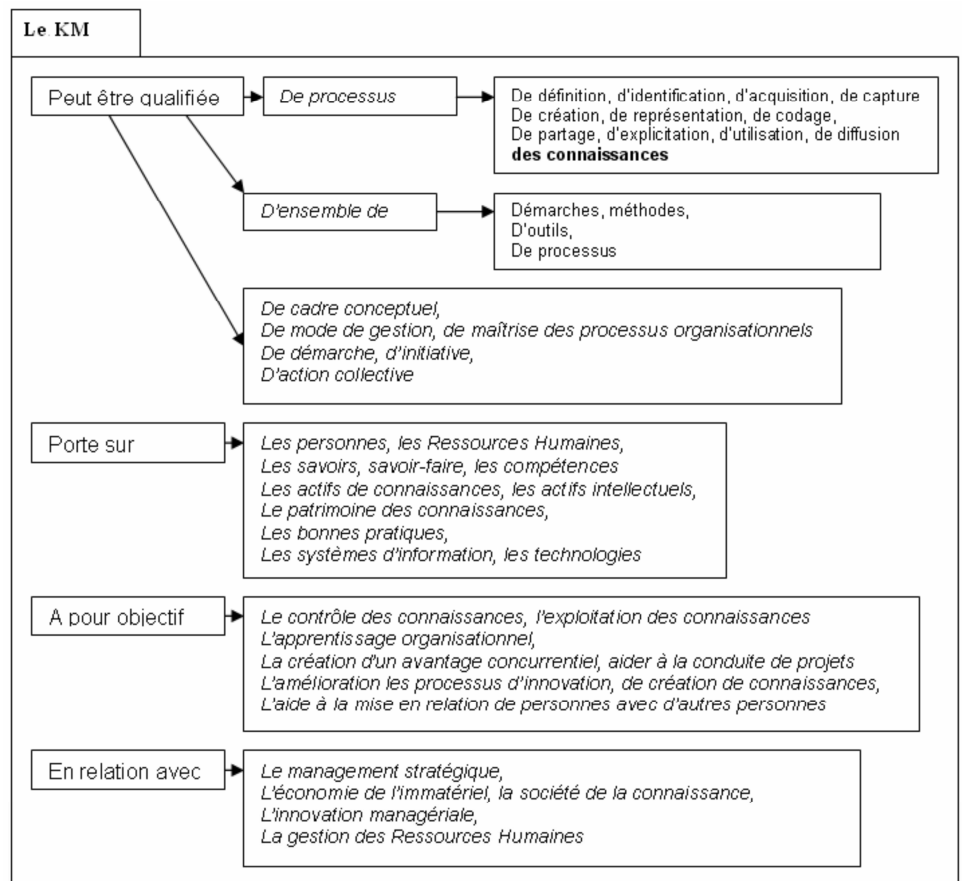 Le KM
Peut être qualifiée
De processus
De définition, d'identification, d'acquisition, de capture
De création, de représentation, de codage,
De partage, d'explicitation, d'utilisation, de diffusion
des connaissances
D'ensemble de
Démarches, méthodes,
D'outils,
De processus
De cadre conceptuel,
De mode de gestion, de maîtrise des processus organisationnels
De démarche, d'initiative,
D'action collective
Porte sur
Les personnes, les Ressources Humaines,
Les savoirs, savoir-faire, les compétences
Les actifs de connaissances, les actifs intellectuels,
Le patrimoine des connaissances,
Les bonnes pratiques,
Les systèmes d'information, les technologies
A pour objectif
Le contrôle des connaissances, l'exploitation des connaissances
L'apprentissage organisationnel,
La création d'un avantage concurrentiel, aider à la conduite de projets
L'amélioration les processus d'innovation, de création de connaissances,
L'aide à la mise en relation de personnes avec d'autres personnes
En relation avec
Le management stratégique,
L'économie de l'immatériel, la société de la connaissance,
L'innovation managériale,
La gestion des Ressources Humaines